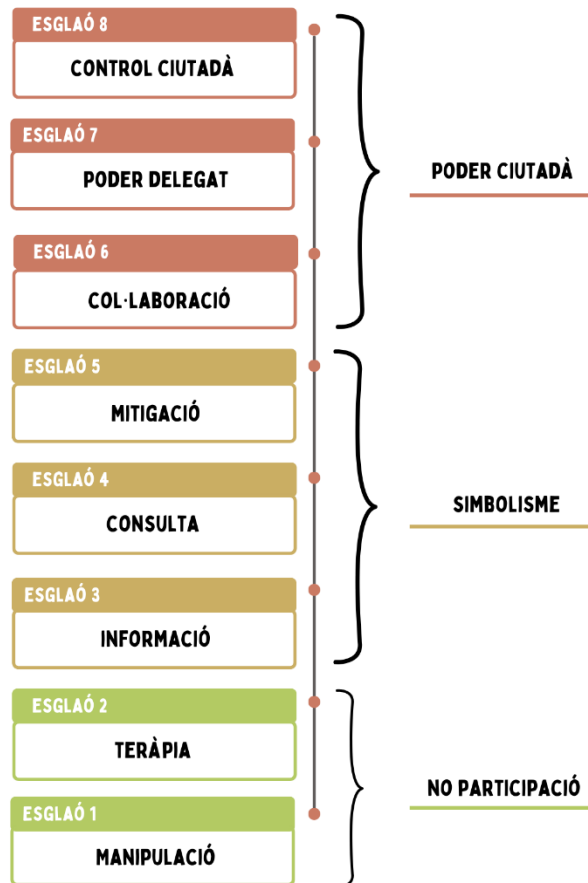 ESGLAÓ 8
CONTROL CIUTADÀ
ESGLAÓ 7
PODER DELEGAT
PODER CIUTADÀ
ESGLAÓ 6
COL·LABORACIÓ
ESGLAÓ 5
MITIGACIÓ
ESGLAÓ 4
CONSULTA
SIMBOLISME
ESGLAÓ 3
INFORMACIÓ
ESGLAÓ 2
TERÀPIA
NO PARTICIPACIÓ
ESGLAÓ 1
MANIPULACIÓ